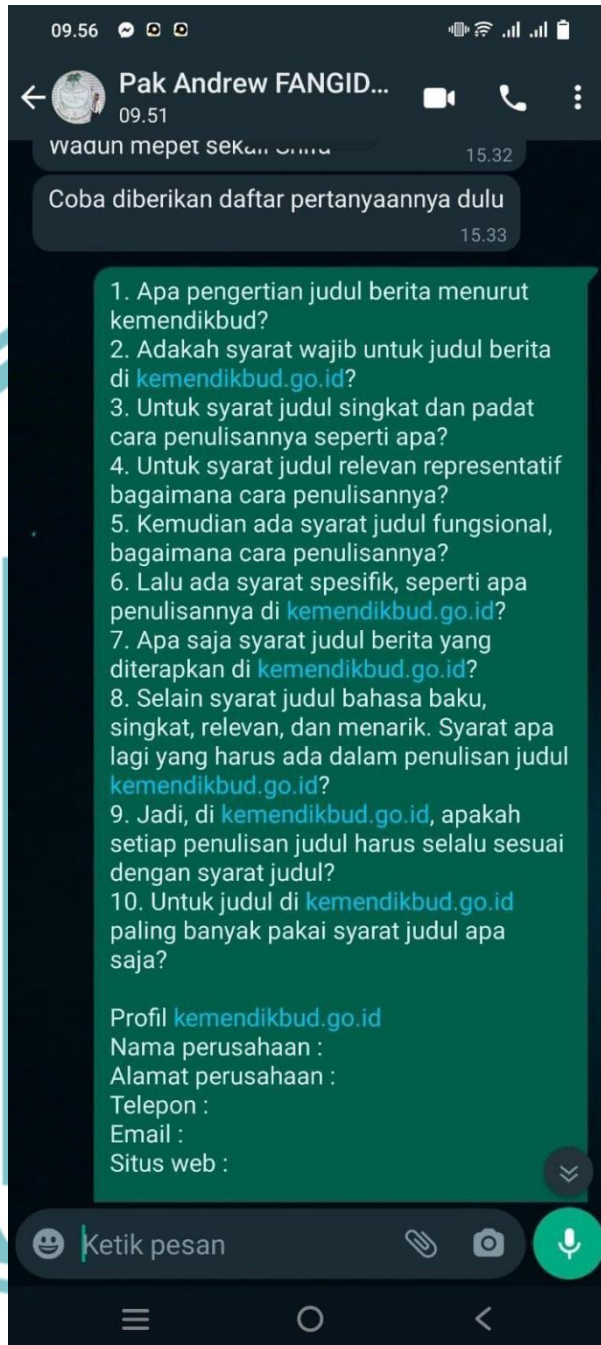 09.56
Pak Andrew FANGID...
09.51
Waduh mepet sekali
15.32
Coba diberikan daftar pertanyaannya dulu
15.33
1. Apa pengertian judul berita menurut
kemendikbud?
2. Adakah syarat wajib untuk judul berita
di kemendikbud.go.id?
3. Untuk syarat judul singkat dan padat
cara penulisannya seperti apa?
4. Untuk syarat judul relevan representatif
bagaimana cara penulisannya?
5. Kemudian ada syarat judul fungsional,
bagaimana cara penulisannya?
6. Lalu ada syarat spesifik, seperti apa
penulisannya di kemendikbud.go.id?
7. Apa saja syarat judul berita yang
diterapkan di kemendikbud.go.id?
8. Selain syarat judul bahasa baku,
singkat, relevan, dan menarik. Syarat apa
lagi yang harus ada dalam penulisan judul
kemendikbud.go.id?
9. Jadi, di kemendikbud.go.id, apakah
setiap penulisan judul harus selalu sesuai
dengan syarat judul?
10. Untuk judul di kemendikbud.go.id
paling banyak pakai syarat judul apa
saja?
Profil kemendikbud.go.id
Nama perusahaan :
Alamat perusahaan :
Telepon :
Email :
Situs web :
Ketik pesan